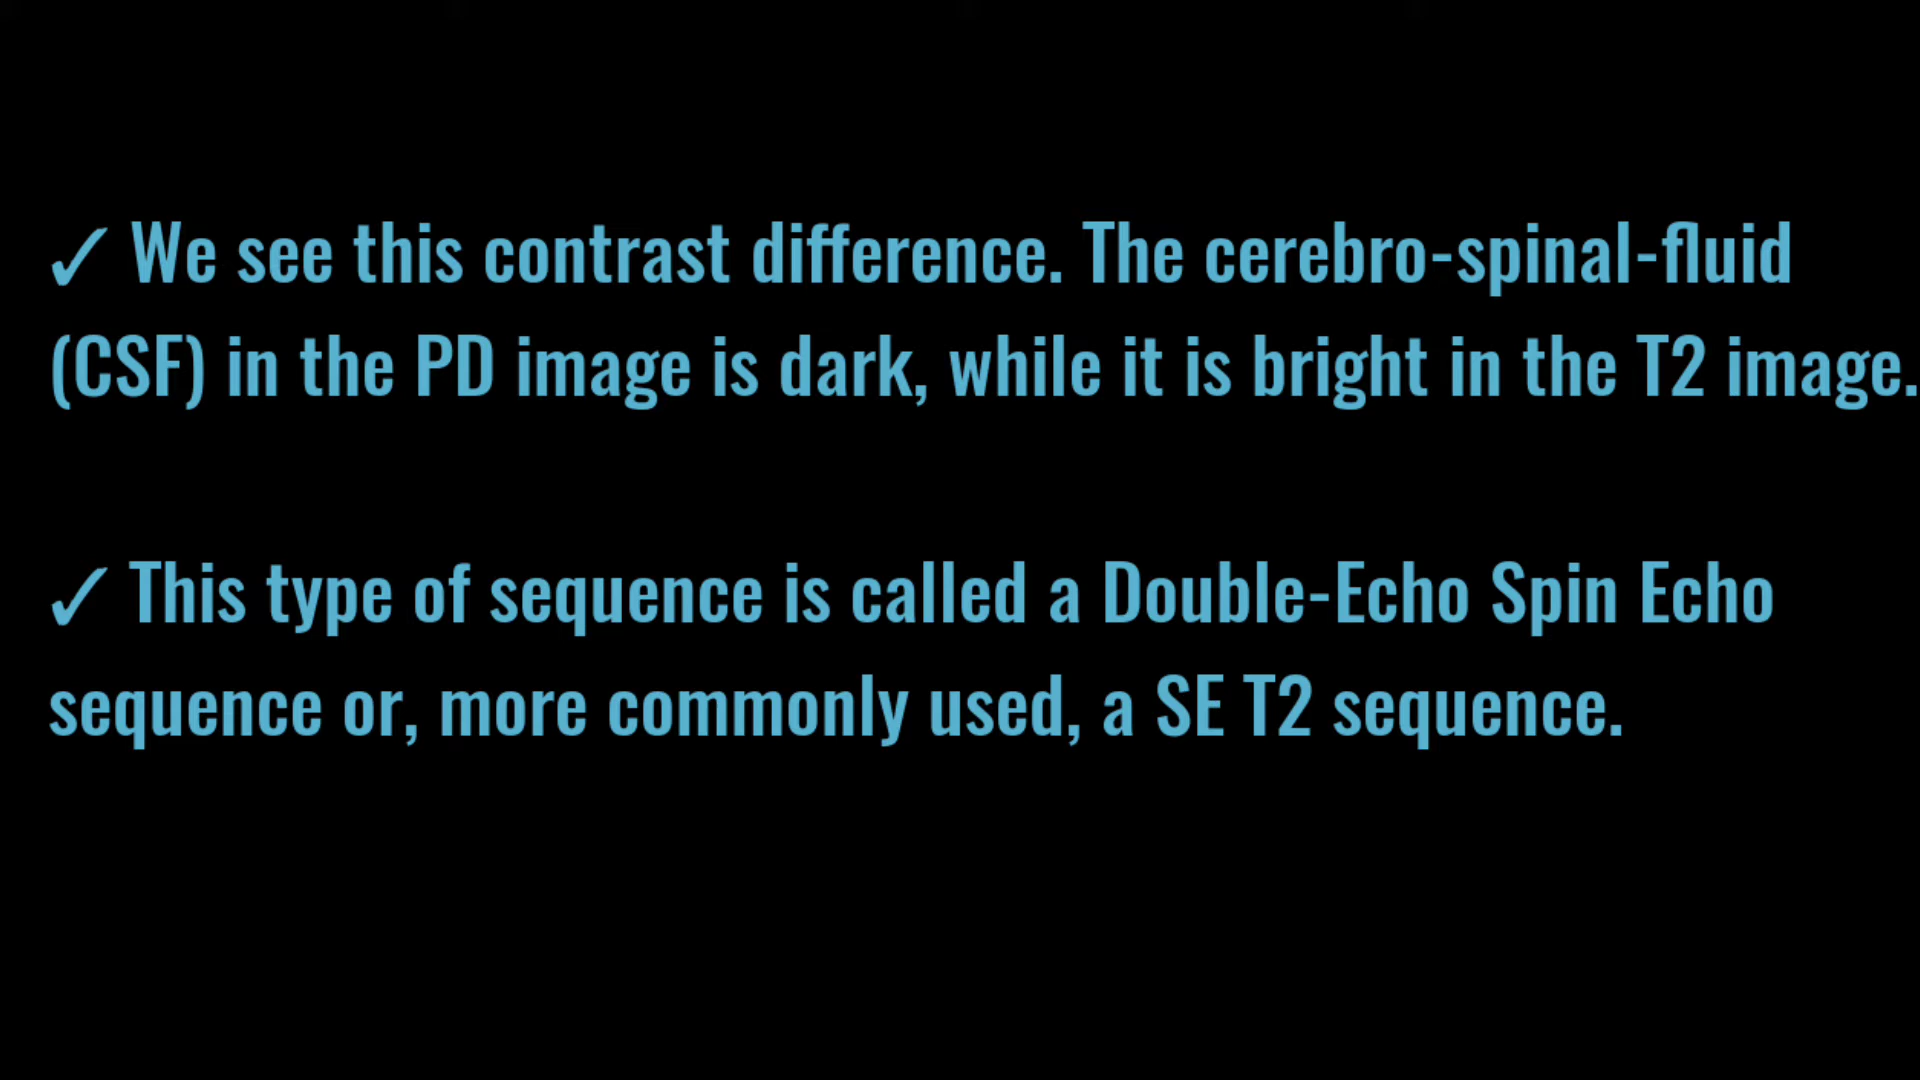 ✓ We see this contrast difference. The cerebro-spinal-fluid
(CSF) in the PD image is dark, while it is bright in the T2 image.
✓ This type of sequence is called a Double-Echo Spin Echo
sequence or, more commonly used, a SE T2 sequence.